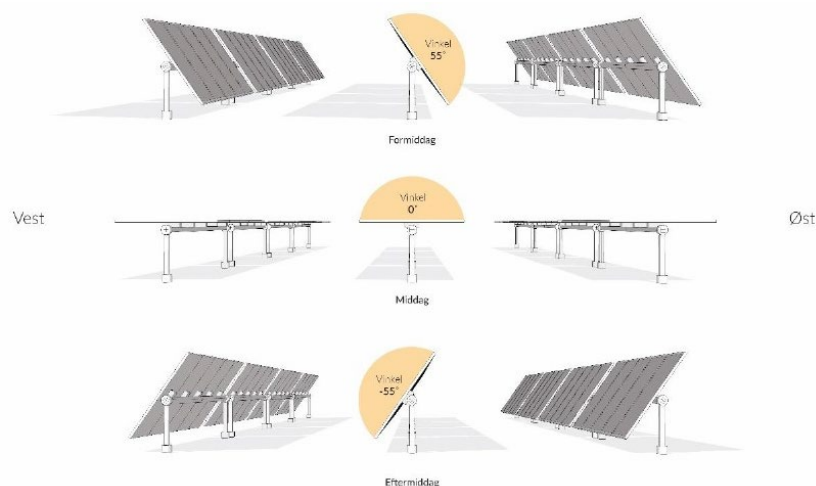 Vinkel
55°
Formiddag
Vest
Vinkel
0°
Øst
Middag
Vinkel
-55°
Eftermiddag